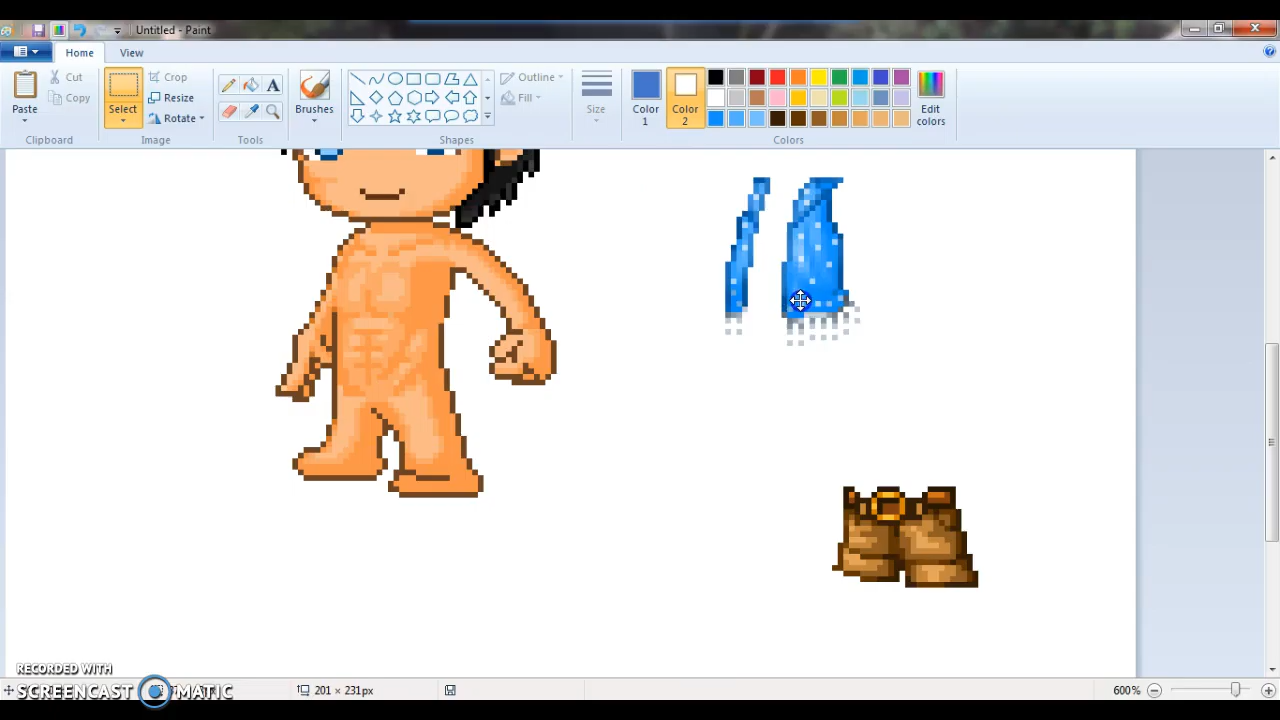 Untitled - Paint
Home View
Cut
Copy
Paste
Clipboard
Select
Crop
Resize
Rotate
Image
Tools
Brushes
Shapes
Outline
Fill
Size
Color 1
Color 2
Edit colors
Colors
RECORDED WITH
SCREENCAST MATIC
201 × 231px
600%